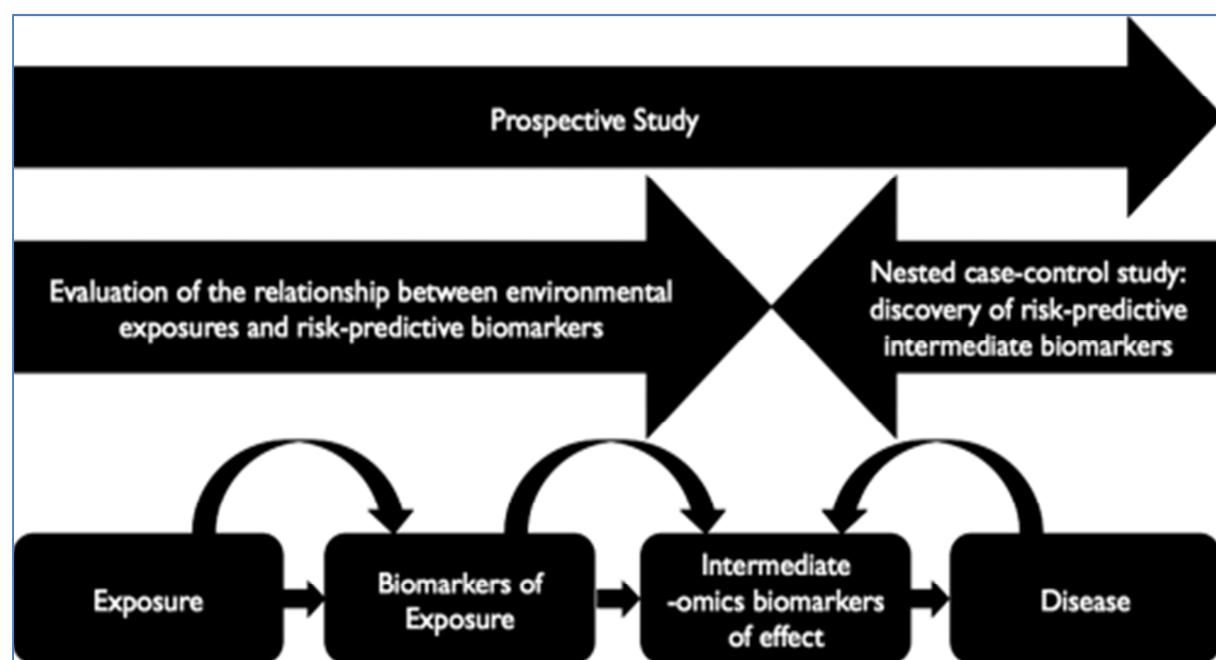 Prospective Study
Evaluation of the relationship between environmental
exposures and risk-predictive biomarkers
Nested case-control study:
discovery of risk-predictive
intermediate biomarkers
Exposure
Biomarkers of
Exposure
Intermediate
-omics biomarkers
of effect
Disease